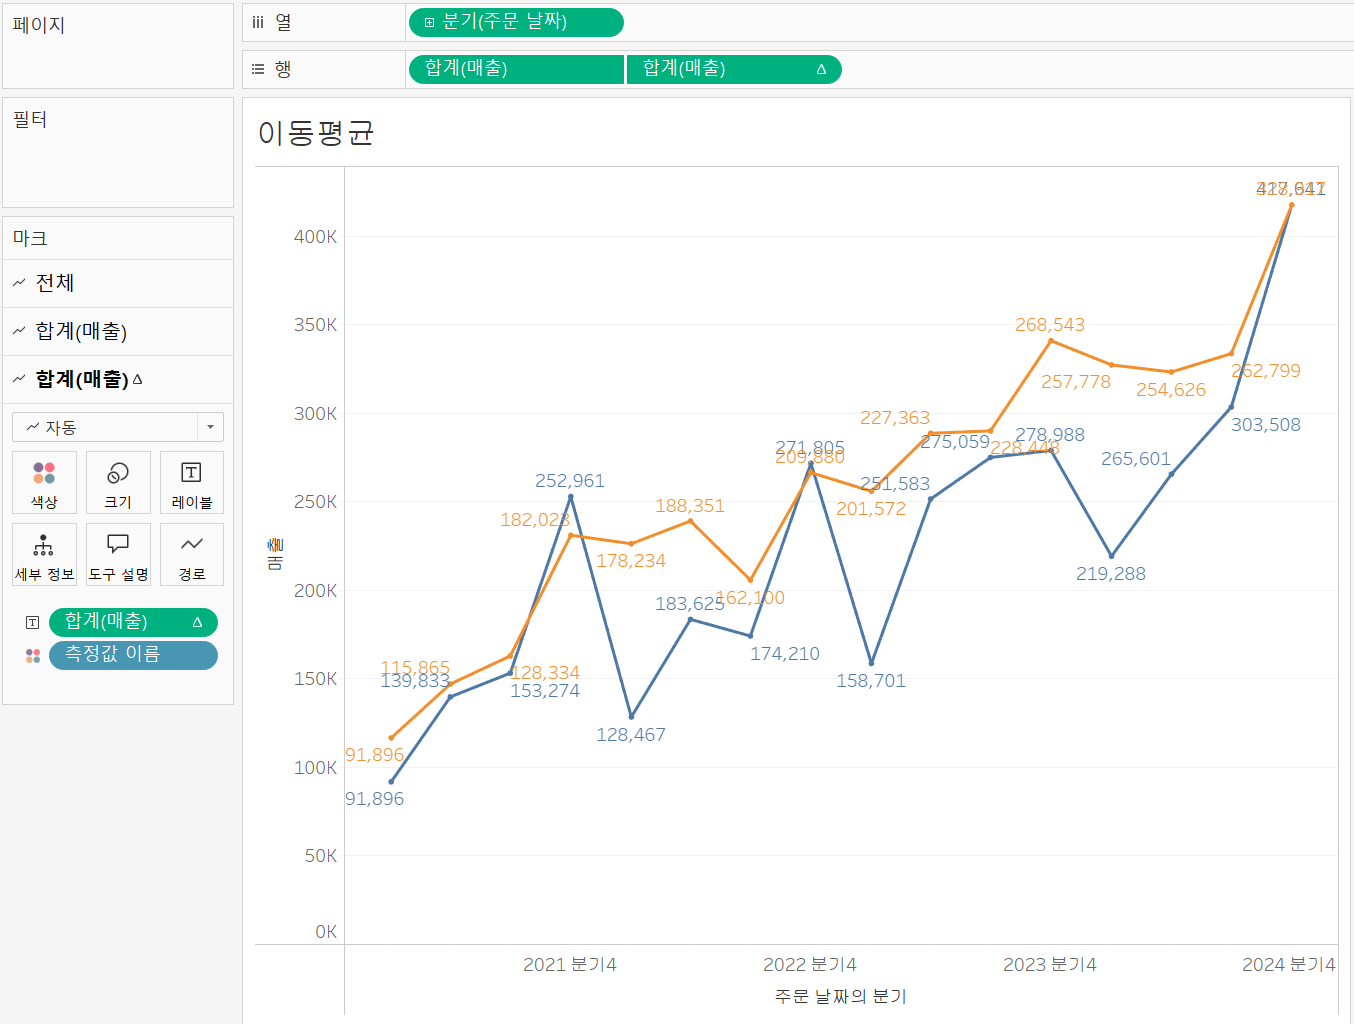 페이지
열
분기(주문 날짜)
행
합계(매출)
합계(매출)
필터
마크
전체
합계(매출)
합계(매출)
자동
색상
크기
레이블
세부 정보
도구 설명
경로
합계(매출)
측정값 이름
이동평균
매출
400K
350K
300K
250K
200K
150K
100K
50K
0K
268,543
257,778
254,626
262,799
303,508
227,363
275,059
278,988
228,448
271,805
209,880
251,583
265,601
252,961
182,023
188,351
201,572
178,234
219,288
183,625
162,100
174,210
158,701
115,865
139,833
128,334
153,274
128,467
91,896
91,896
2021 분기4
2022 분기4
2023 분기4
2024 분기4
주문 날짜의 분기